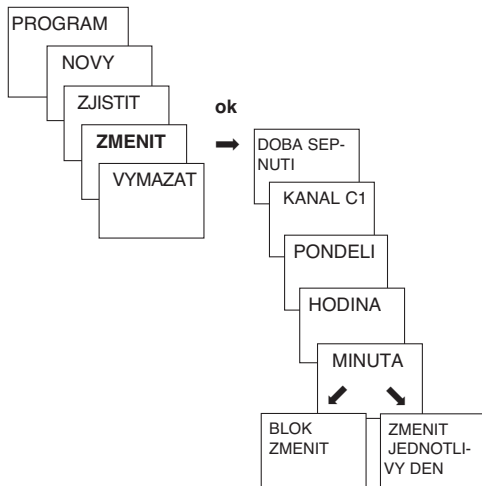 PROGRAM
NOVY
ZJISTIT
ZMENIT
VYMAZAT
ok
DOBA SEP-
NUTI
KANAL C1
PONDELI
HODINA
MINUTA
BLOK
ZMENIT
ZMENIT
JEDNOTLI-
VY DEN